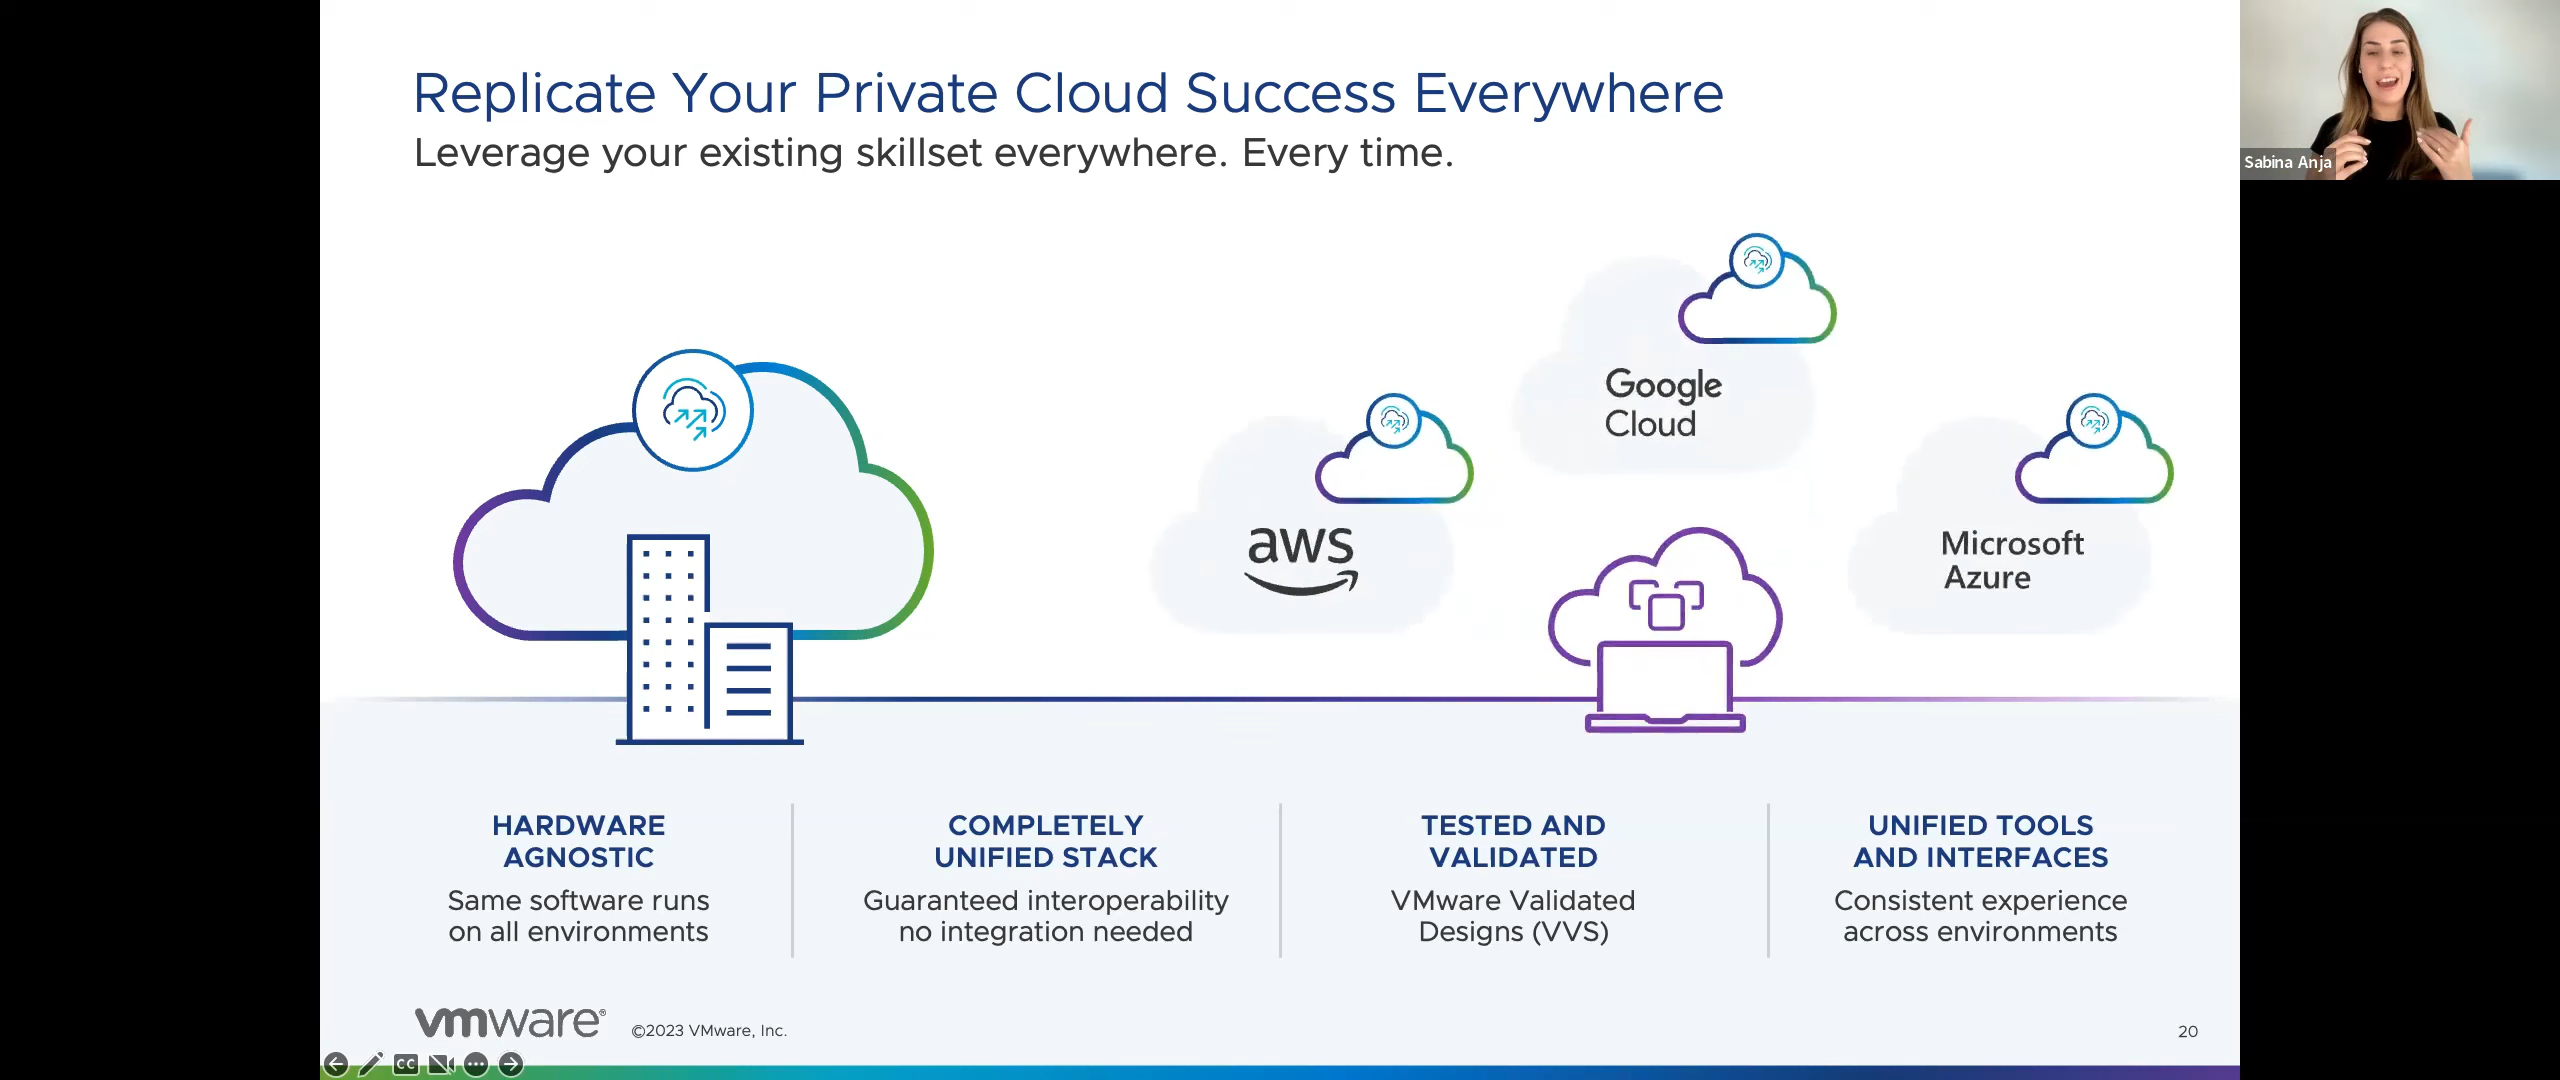 Replicate Your Private Cloud Success Everywhere
Leverage your existing skillset everywhere. Every time.
Sabina Anja
Google
Cloud
aws
Microsoft
Azure
HARDWARE
AGNOSTIC
Same software runs
on all environments
COMPLETELY
UNIFIED STACK
Guaranteed interoperability
no integration needed
TESTED AND
VALIDATED
VMware Validated
Designs (VVS)
UNIFIED TOOLS
AND INTERFACES
Consistent experience
across environments
vmware®
©2023 VMware, Inc.
20
CC